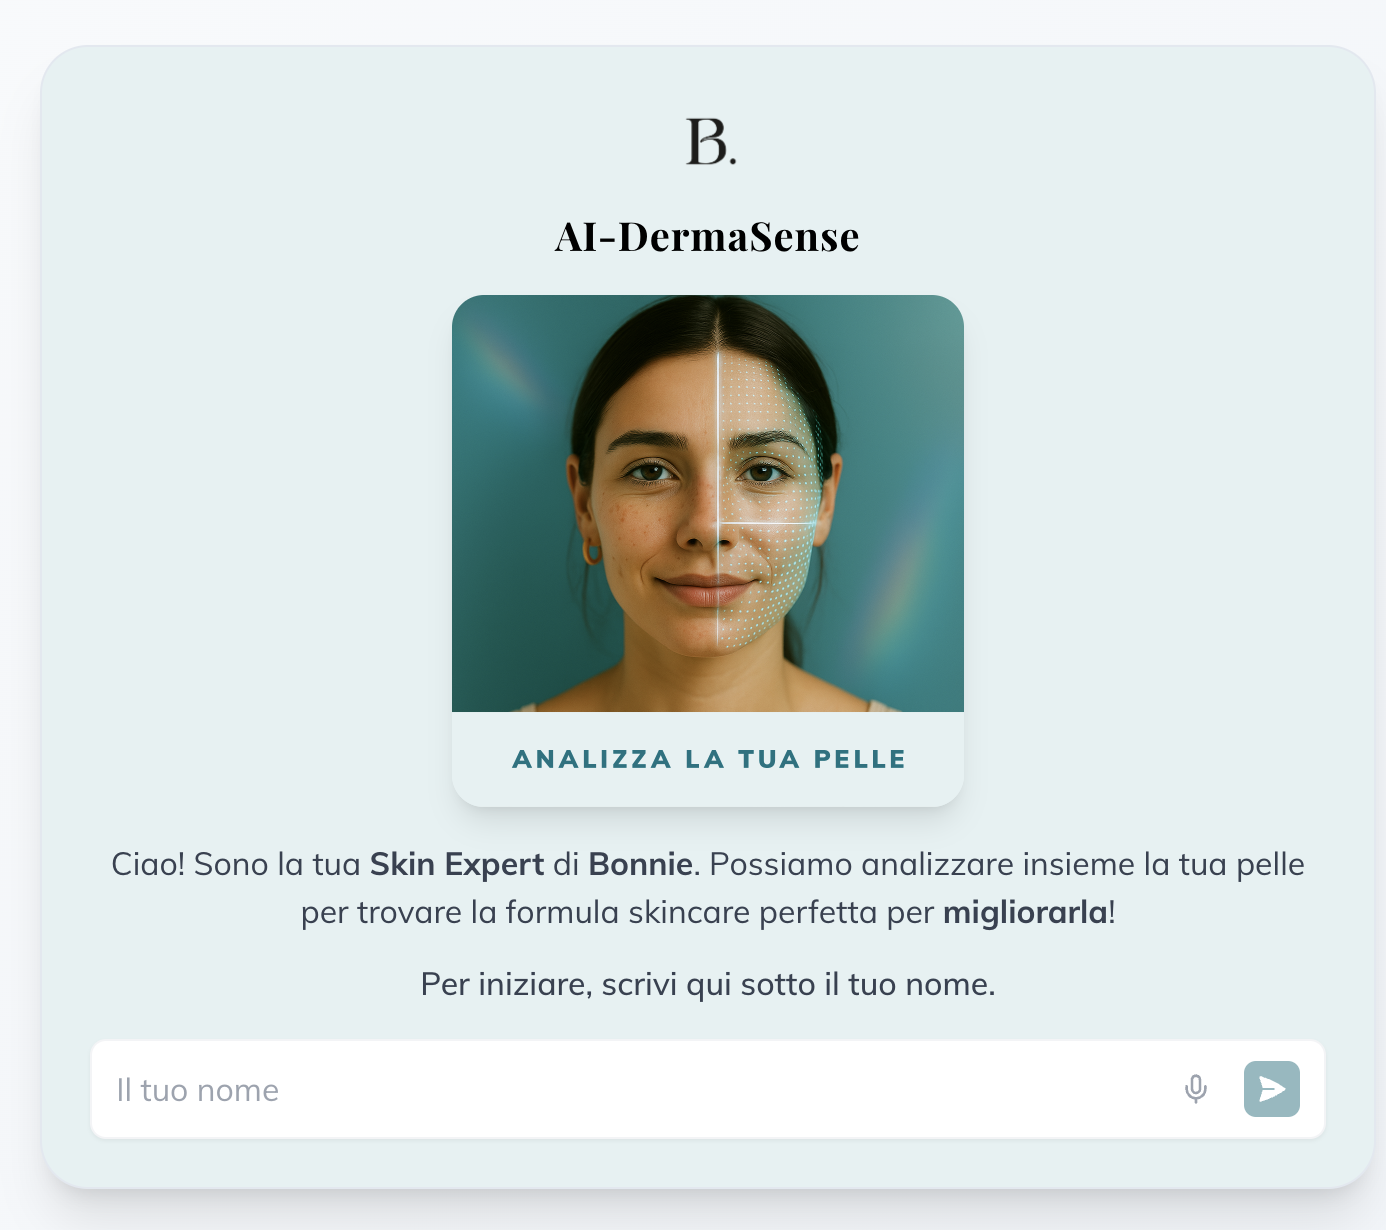 B.
AI-DermaSense
ANALIZZA LA TUA PELLE
Ciao! Sono la tua Skin Expert di Bonnie. Possiamo analizzare insieme la tua pelle
per trovare la formula skincare perfetta per migliorarla!
Per iniziare, scrivi qui sotto il tuo nome.
Il tuo nome